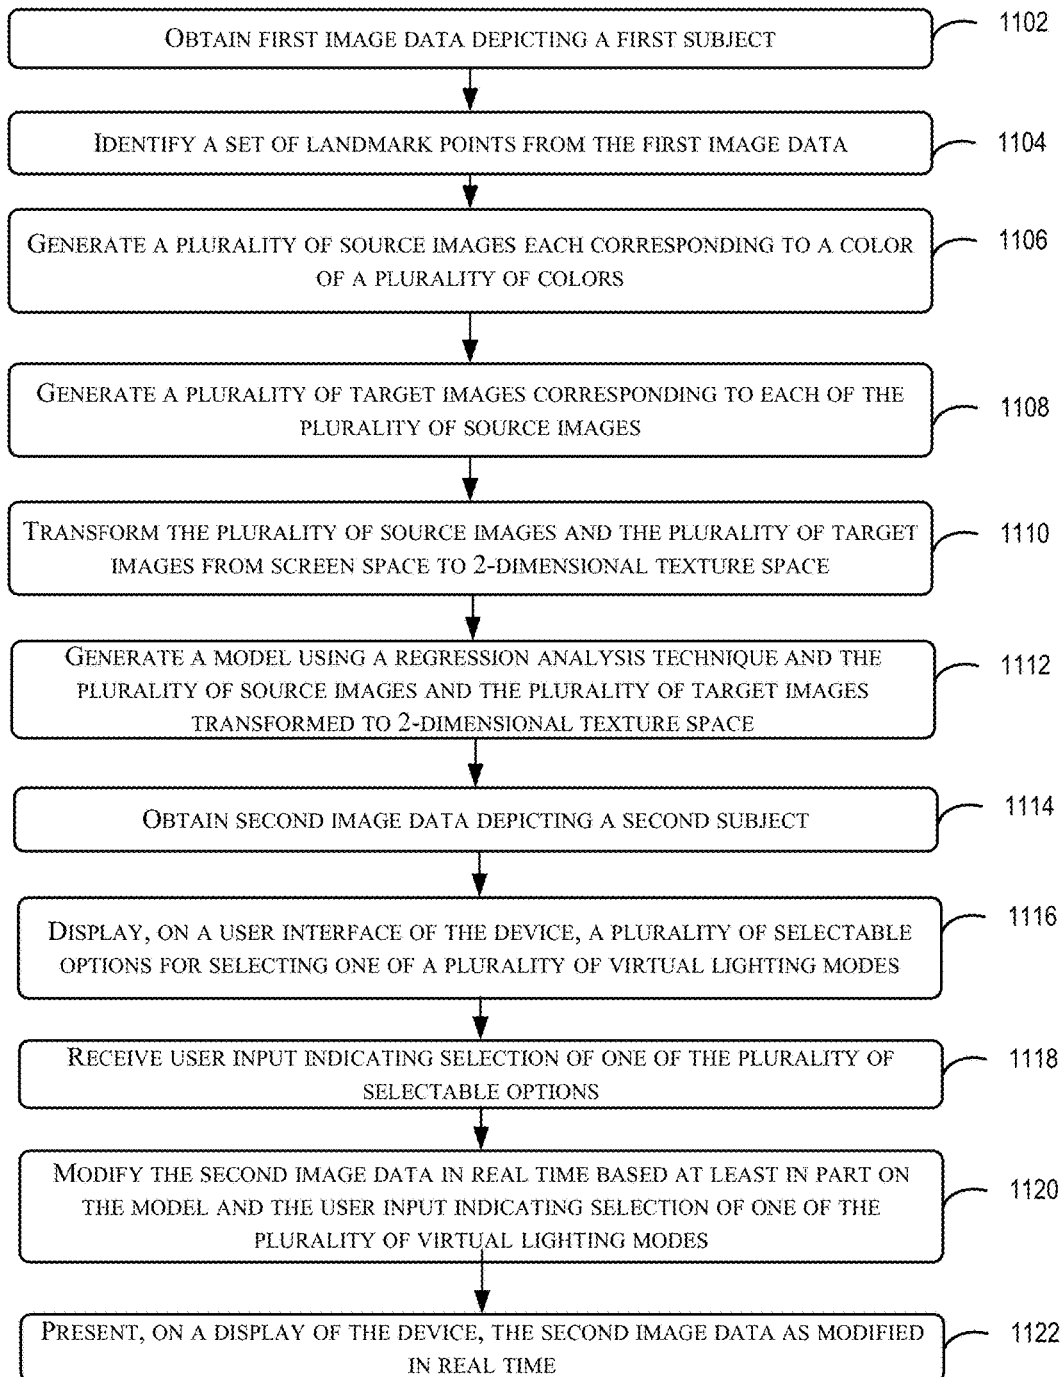 OBTAIN FIRST IMAGE DATA DEPICTING A FIRST SUBJECT
1102
IDENTIFY A SET OF LANDMARK POINTS FROM THE FIRST IMAGE DATA
1104
GENERATE A PLURALITY OF SOURCE IMAGES EACH CORRESPONDING TO A COLOR
OF A PLURALITY OF COLORS
1106
GENERATE A PLURALITY OF TARGET IMAGES CORRESPONDING TO EACH OF THE
PLURALITY OF SOURCE IMAGES
1108
TRANSFORM THE PLURALITY OF SOURCE IMAGES AND THE PLURALITY OF TARGET
IMAGES FROM SCREEN SPACE TO 2-DIMENSIONAL TEXTURE SPACE
1110
GENERATE A MODEL USING A REGRESSION ANALYSIS TECHNIQUE AND THE
PLURALITY OF SOURCE IMAGES AND THE PLURALITY OF TARGET IMAGES
TRANSFORMED TO 2-DIMENSIONAL TEXTURE SPACE
1112
OBTAIN SECOND IMAGE DATA DEPICTING A SECOND SUBJECT
1114
DISPLAY, ON A USER INTERFACE OF THE DEVICE, A PLURALITY OF SELECTABLE
OPTIONS FOR SELECTING ONE OF A PLURALITY OF VIRTUAL LIGHTING MODES
1116
RECEIVE USER INPUT INDICATING SELECTION OF ONE OF THE PLURALITY OF
SELECTABLE OPTIONS
1118
MODIFY THE SECOND IMAGE DATA IN REAL TIME BASED AT LEAST IN PART ON
THE MODEL AND THE USER INPUT INDICATING SELECTION OF ONE OF THE
PLURALITY OF VIRTUAL LIGHTING MODES
1120
PRESENT, ON A DISPLAY OF THE DEVICE, THE SECOND IMAGE DATA AS MODIFIED
IN REAL TIME
1122